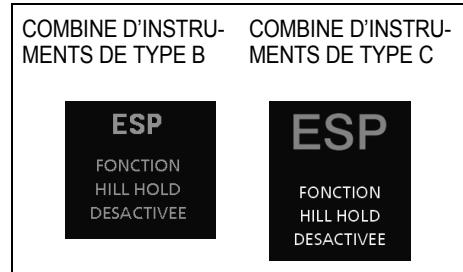 COMBINE D'INSTRU-
MENTS DE TYPE B
COMBINE D'INSTRU-
MENTS DE TYPE C
ESP
FONCTION
HILL HOLD
DESACTIVEE
ESP
FONCTION
HILL HOLD
DESACTIVEE